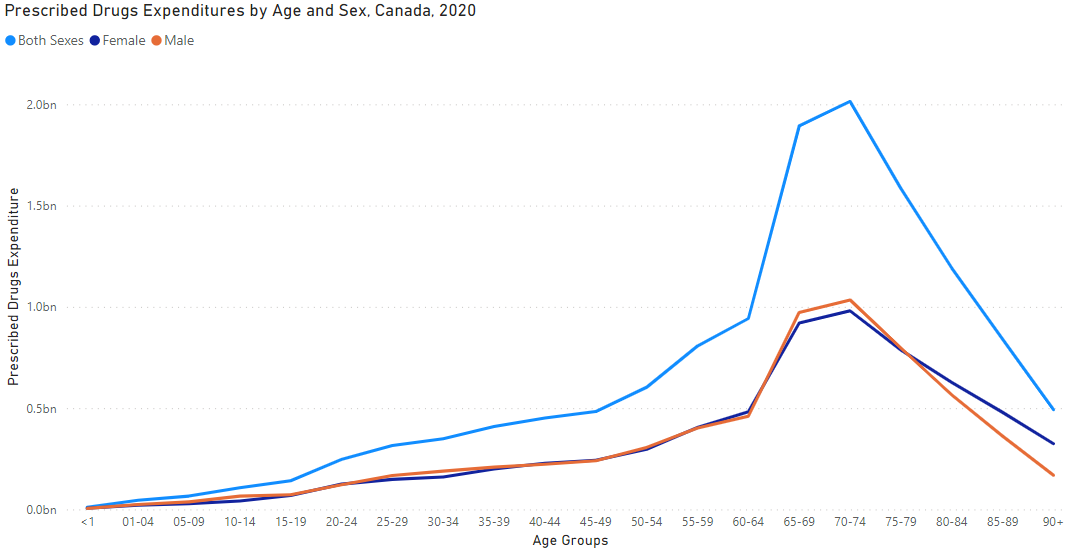 Prescribed Drugs Expenditures by Age and Sex, Canada, 2020
Both Sexes Female Male
2.0bn
1.5bn
1.0bn
0.5bn
0.0bn
Prescribed Drugs Expenditure
<1 01-04 05-09 10-14 15-19 20-24 25-29 30-34 35-39 40-44 45-49 50-54 55-59 60-64 65-69 70-74 75-79 80-84 85-89 90+
Age Groups